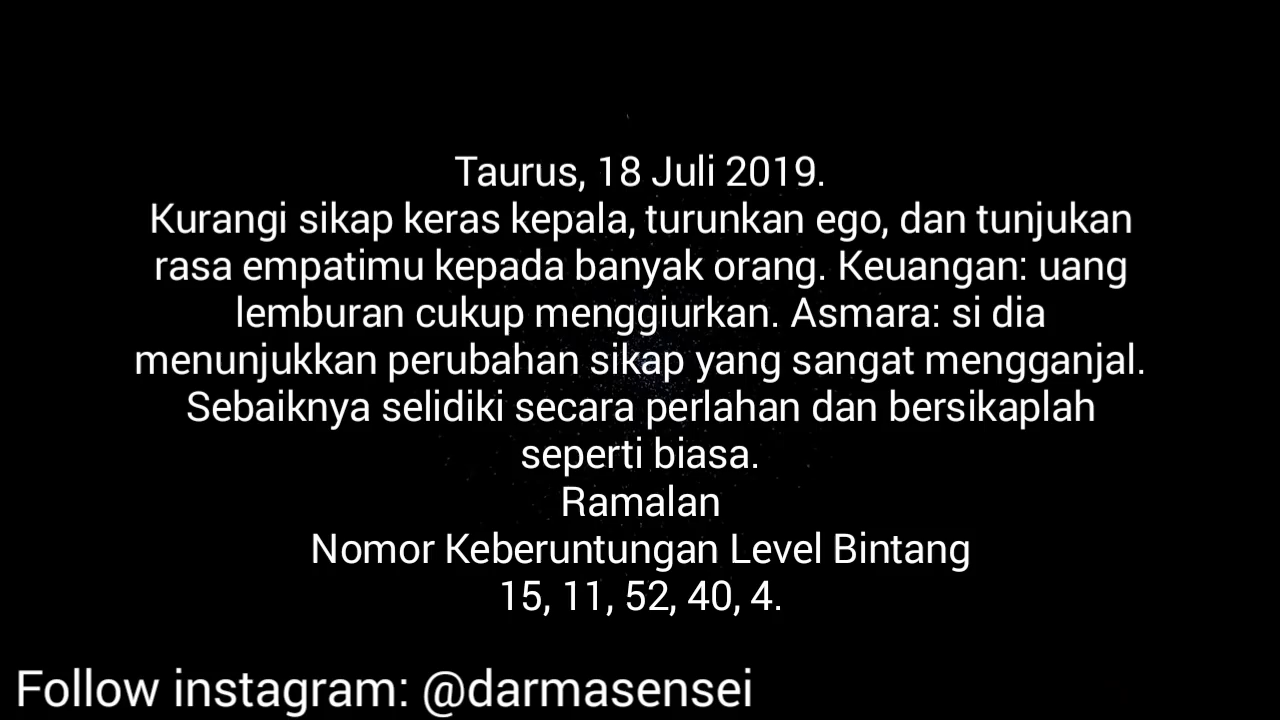 Taurus, 18 Juli 2019.
Kurangi sikap keras kepala, turunkan ego, dan tunjukan
rasa empatimu kepada banyak orang. Keuangan: uang
lemburan cukup menggiurkan. Asmara: si dia
menunjukkan perubahan sikap yang sangat mengganjal.
Sebaiknya selidiki secara perlahan dan bersikaplah
seperti biasa.
Ramalan
Nomor Keberuntungan Level Bintang
15, 11, 52, 40, 4.
Follow instagram: @darmasensei